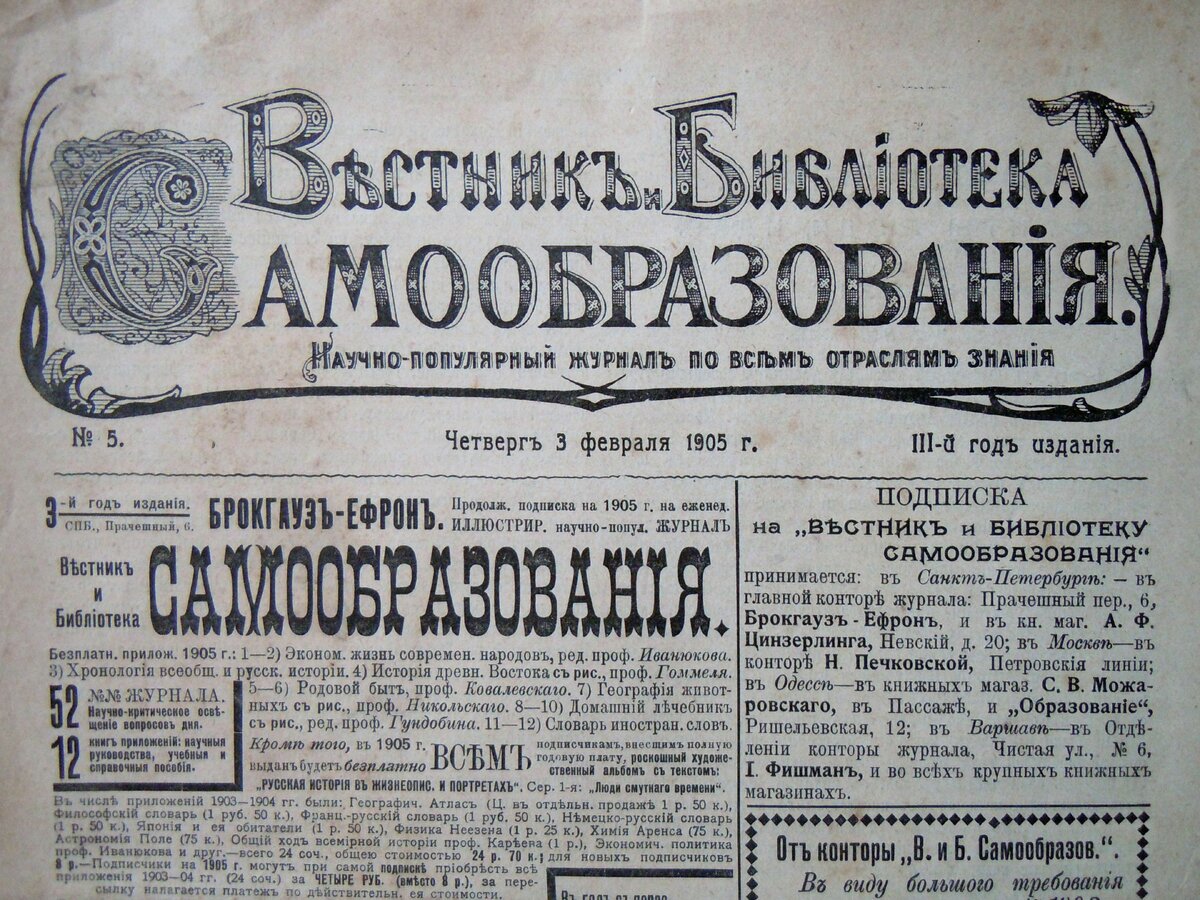 Вѣстникъ и Библіотека
Самообразованія.
Научно-популярный журналъ по всѣмъ отраслямъ знанія
№ 5.
Четвергъ 3 февраля 1905 г.
III-й годъ изданія.
3-й годъ изданія.
СПБ., Прачешный, 6.
БРОКГАУЗЪ-ЕФРОНЪ.
Продолж. подписка на 1905 г. на еженед.
ИЛЛЮСТРИР. научно-попул. ЖУРНАЛЪ
Вѣстникъ
и
Библіотека
САМООБРАЗОВАНІЯ.
Безплатн. прилож. 1905 г.: 1—2) Эконом. жизнь современ. народовъ, ред. проф. Иванюкова.
3) Хронологія всеобщ. и русск. исторіи. 4) Исторія древн. Востока съ рис., проф. Гоммеля.
5—6) Родовой бытъ, проф. Ковалевскаго. 7) Географія живот-
ныхъ съ рис., проф. Никольскаго. 8—10) Домашній лѣчебникъ
съ рис., ред. проф. Гундобина. 11—12) Словарь иностран. словъ.
52 №№ ЖУРНАЛА.
Научно-критическое освѣ-
щеніе вопросовъ дня.
12 книгъ приложеній: научныя
руководства, учебныя и
справочныя пособія.
Кромѣ того, въ 1905 г.
выданъ будетъ безплатно
ВСѢМЪ
подписчикамъ, внесшимъ полную
годовую плату, роскошный художе-
ственный альбомъ съ текстомъ:
„РУССКАЯ ИСТОРІЯ ВЪ ЖИЗНЕОПИС. И ПОРТРЕТАХЪ". Сер. 1-я: „Люди смутнаго времени".
Въ числѣ приложеній 1903—1904 гг. были: Географич. Атласъ (Ц. въ отдѣльн. продажѣ 1 р. 50 к.),
Философскій словарь (1 руб. 50 к.), Франц.-русскій словарь (1 руб. 50 к.), Нѣмецко-русскій словарь
(1 р. 50 к.), Японія и ея обитатели (1 р. 50 к.), Физика Неезена (1 р. 25 к.), Химія Аренса (75 к.),
Астрономія Поле (75 к.), Общій ходъ всемірной исторіи проф. Карѣева (1 р.), Экономич. политика
проф. Иванюкова и друг.—всего 24 соч., общею стоимостью 24 р. 70 к.; для новыхъ подписчиковъ
8 р.—Подписчики на 1905 г. могутъ при самой подпискѣ пріобрѣсть всѣ
приложенія 1903—04 гг. (24 соч.) за ЧЕТЫРЕ РУБ. (вмѣсто 8 р.), за пере-
сылку налагается платежъ по дѣйствительн. ея стоимости.
ПОДПИСКА
на „ВѢСТНИКЪ и БИБЛІОТЕКУ
САМООБРАЗОВАНІЯ"
принимается: въ Санктъ-Петербургѣ: — въ
главной конторѣ журнала: Прачешный пер., 6,
Брокгаузъ-Ефронъ, и въ кн. маг. А. Ф.
Цинзерлинга, Невскій, д. 20; въ Москвѣ—въ
конторѣ Н. Печковской, Петровскія линіи;
въ Одессѣ—въ книжныхъ магаз. С. В. Можа-
ровскаго, въ Пассажѣ, и „Образованіе",
Ришельевская, 12; въ Варшавѣ—въ Отдѣ-
леніи конторы журнала, Чистая ул., № 6,
І. Фишманъ, и во всѣхъ крупныхъ книжныхъ
магазинахъ.
Отъ конторы „В. и Б. Самообразов.".
Въ виду большого требованія